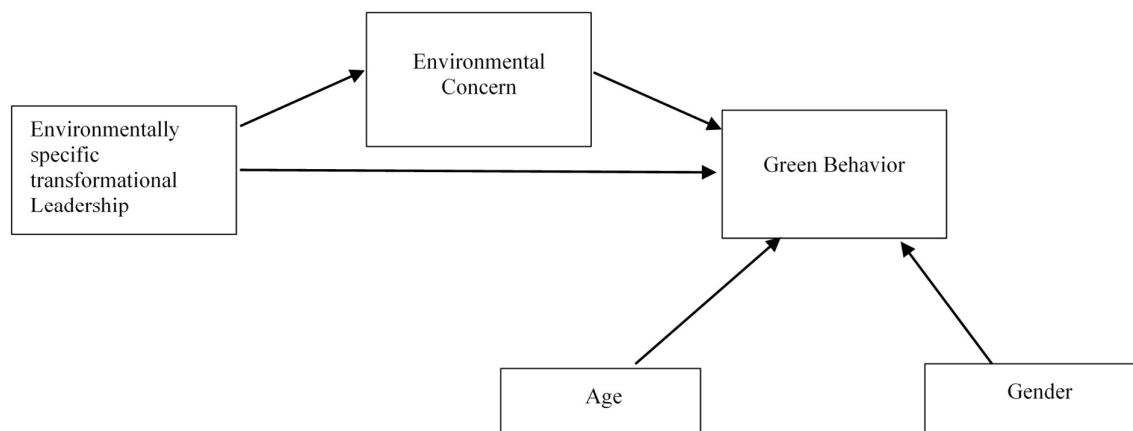 Environmental
Concern
Environmentally
specific
transformational
Leadership
Green Behavior
Age
Gender